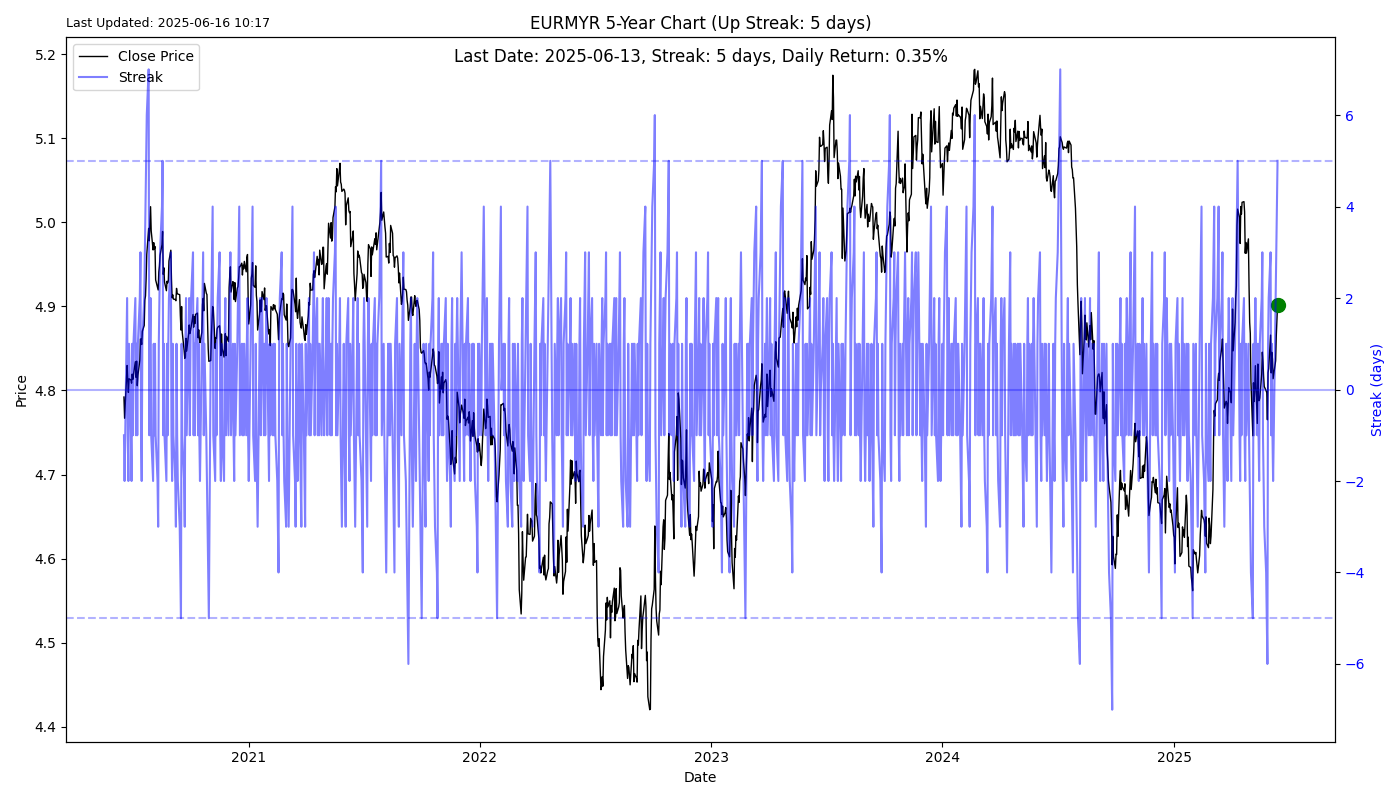 Last Updated: 2025-06-16 10:17
EURMYR 5-Year Chart (Up Streak: 5 days)
Last Date: 2025-06-13, Streak: 5 days, Daily Return: 0.35%
Close Price
Streak
5.2
5.1
5.0
4.9
4.8
4.7
4.6
4.5
4.4
Price
6
4
2
0
−2
−4
−6
Streak (days)
2021
2022
2023
2024
2025
Date